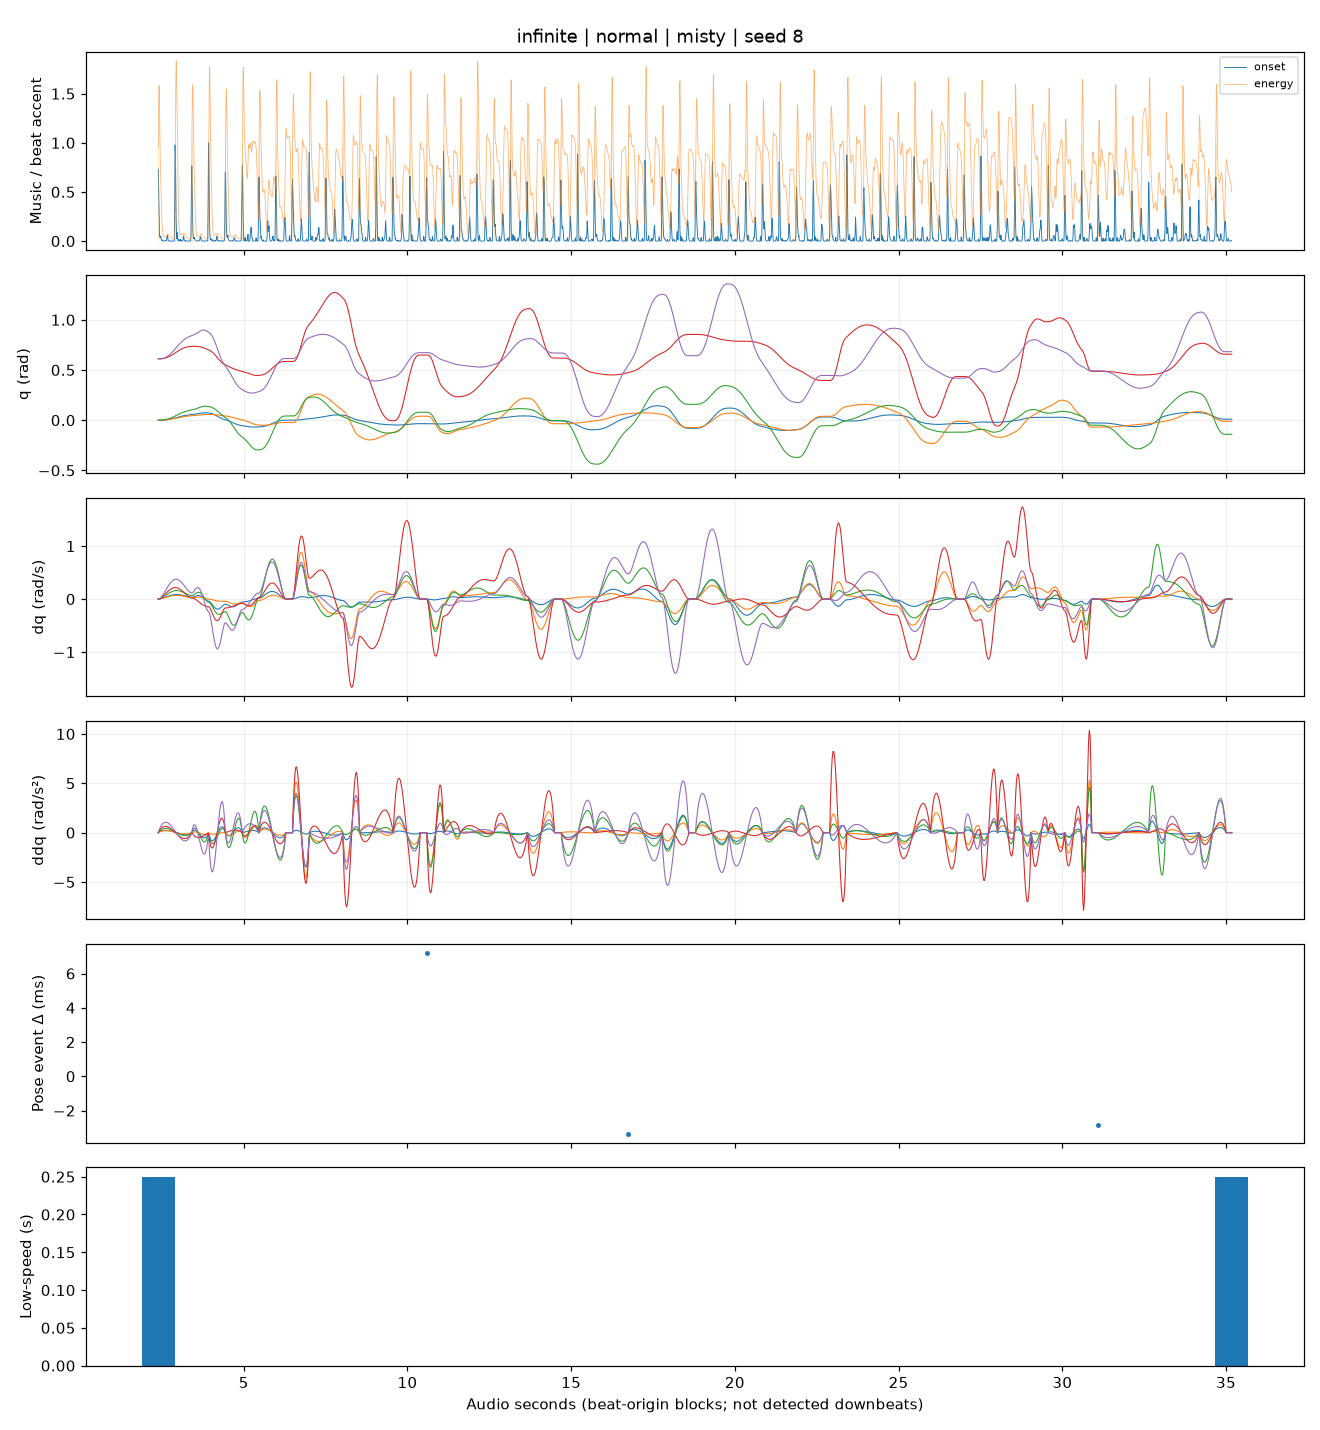 infinite | normal | misty | seed 8
Music / beat accent
1.5
1.0
0.5
0.0
onset
energy
q (rad)
1.0
0.5
0.0
−0.5
dq (rad/s)
1
0
−1
ddq (rad/s²)
10
5
0
−5
Pose event Δ (ms)
6
4
2
0
−2
Low-speed (s)
0.25
0.20
0.15
0.10
0.05
0.00
5 10 15 20 25 30 35
Audio seconds (beat-origin blocks; not detected downbeats)